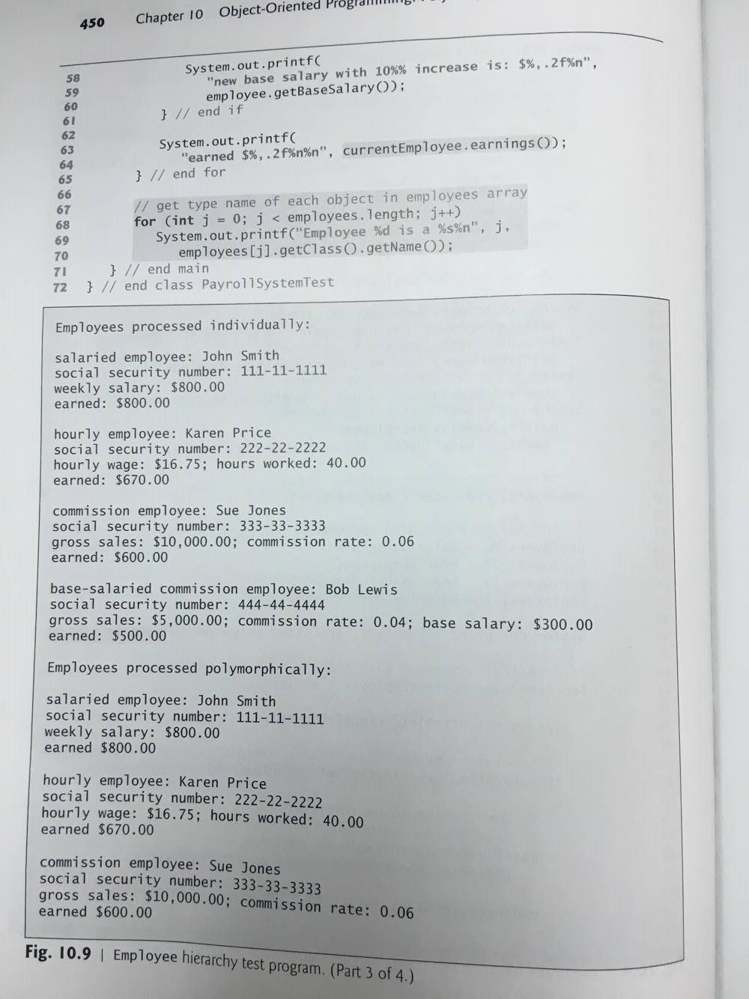 450 Chapter 10 Object-Oriented Programming:
58 System.out.printf(
59 "new base salary with 10%% increase is: $%,.2f%n",
60 employee.getBaseSalary());
61 } // end if
62
63 System.out.printf(
64 "earned $%,.2f%n%n", currentEmployee.earnings());
65 } // end for
66
67 // get type name of each object in employees array
68 for (int j = 0; j < employees.length; j++)
69 System.out.printf("Employee %d is a %s%n", j,
70 employees[j].getClass().getName());
71 } // end main
72 } // end class PayrollSystemTest
Employees processed individually:
salaried employee: John Smith
social security number: 111-11-1111
weekly salary: $800.00
earned: $800.00
hourly employee: Karen Price
social security number: 222-22-2222
hourly wage: $16.75; hours worked: 40.00
earned: $670.00
commission employee: Sue Jones
social security number: 333-33-3333
gross sales: $10,000.00; commission rate: 0.06
earned: $600.00
base-salaried commission employee: Bob Lewis
social security number: 444-44-4444
gross sales: $5,000.00; commission rate: 0.04; base salary: $300.00
earned: $500.00
Employees processed polymorphically:
salaried employee: John Smith
social security number: 111-11-1111
weekly salary: $800.00
earned $800.00
hourly employee: Karen Price
social security number: 222-22-2222
hourly wage: $16.75; hours worked: 40.00
earned $670.00
commission employee: Sue Jones
social security number: 333-33-3333
gross sales: $10,000.00; commission rate: 0.06
earned $600.00
Fig. 10.9 | Employee hierarchy test program. (Part 3 of 4.)